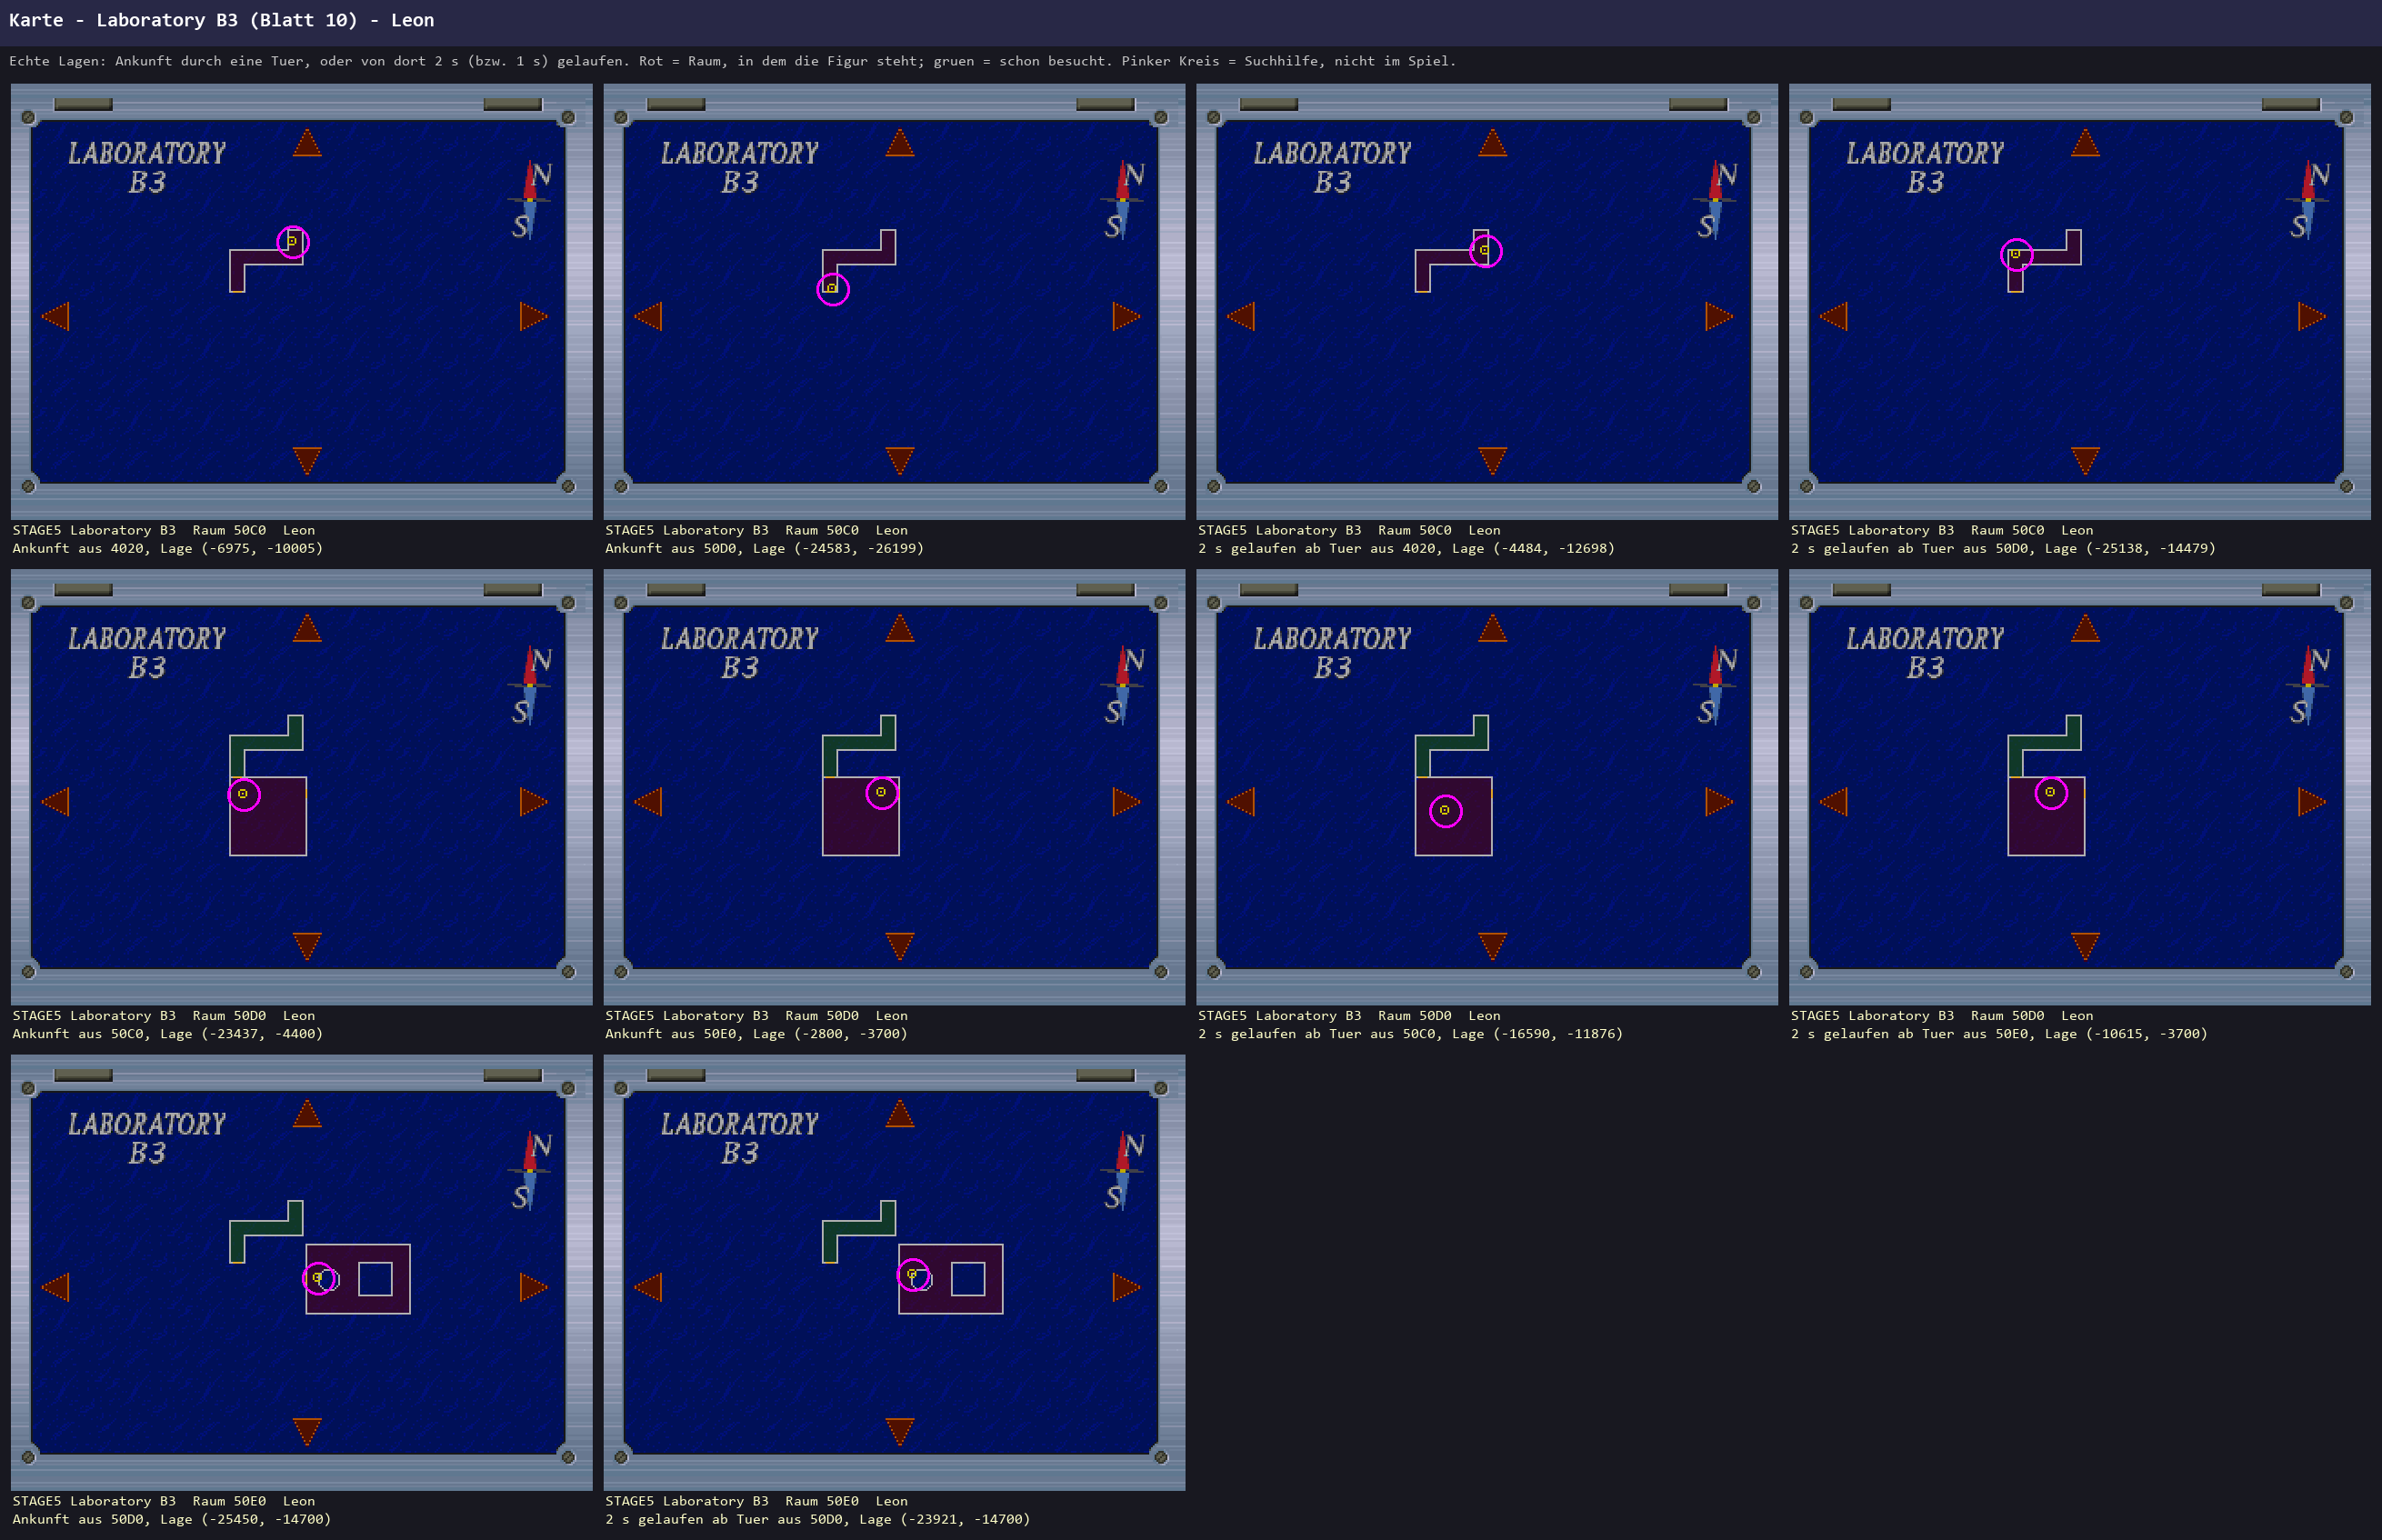 Karte - Laboratory B3 (Blatt 10) - Leon
Echte Lagen: Ankunft durch eine Tuer, oder von dort 2 s (bzw. 1 s) gelaufen. Rot = Raum, in dem die Figur steht; gruen = schon besucht. Pinker Kreis = Suchhilfe, nicht im Spiel.
LABORATORY
B3
N
S
STAGE5 Laboratory B3  Raum 50C0  Leon
Ankunft aus 4020, Lage (-6975, -10005)
LABORATORY
B3
N
S
STAGE5 Laboratory B3  Raum 50C0  Leon
Ankunft aus 50D0, Lage (-24583, -26199)
LABORATORY
B3
N
S
STAGE5 Laboratory B3  Raum 50C0  Leon
2 s gelaufen ab Tuer aus 4020, Lage (-4484, -12698)
LABORATORY
B3
N
S
STAGE5 Laboratory B3  Raum 50C0  Leon
2 s gelaufen ab Tuer aus 50D0, Lage (-25138, -14479)
LABORATORY
B3
N
S
STAGE5 Laboratory B3  Raum 50D0  Leon
Ankunft aus 50C0, Lage (-23437, -4400)
LABORATORY
B3
N
S
STAGE5 Laboratory B3  Raum 50D0  Leon
Ankunft aus 50E0, Lage (-2800, -3700)
LABORATORY
B3
N
S
STAGE5 Laboratory B3  Raum 50D0  Leon
2 s gelaufen ab Tuer aus 50C0, Lage (-16590, -11876)
LABORATORY
B3
N
S
STAGE5 Laboratory B3  Raum 50D0  Leon
2 s gelaufen ab Tuer aus 50E0, Lage (-10615, -3700)
LABORATORY
B3
N
S
STAGE5 Laboratory B3  Raum 50E0  Leon
Ankunft aus 50D0, Lage (-25450, -14700)
LABORATORY
B3
N
S
STAGE5 Laboratory B3  Raum 50E0  Leon
2 s gelaufen ab Tuer aus 50D0, Lage (-23921, -14700)